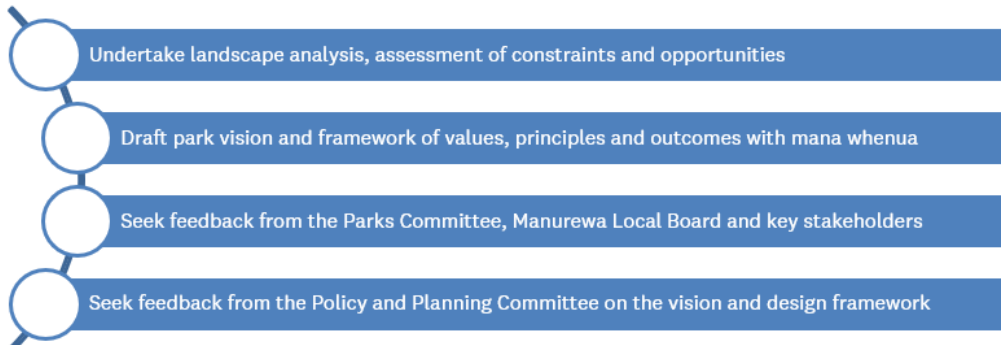 Undertake landscape analysis, assessment of constraints and opportunities
Draft park vision and framework of values, principles and outcomes with mana whenua
Seek feedback from the Parks Committee, Manurewa Local Board and key stakeholders
Seek feedback from the Policy and Planning Committee on the vision and design framework